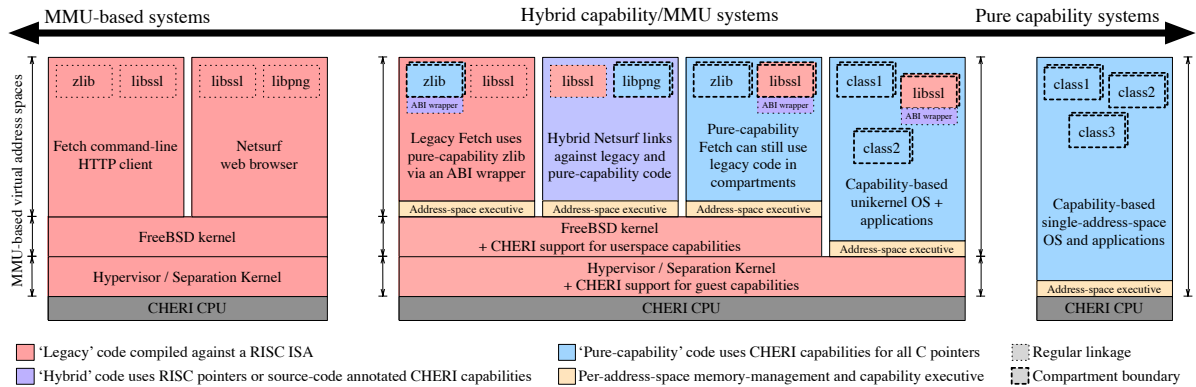 MMU-based systems
Hybrid capability/MMU systems
Pure capability systems
MMU-based virtual address spaces
zlib
libssl
Fetch command-line
HTTP client
libssl
libpng
Netsurf
web browser
FreeBSD kernel
Hypervisor / Separation Kernel
CHERI CPU
zlib
libssl
ABI wrapper
Legacy Fetch uses
pure-capability zlib
via an ABI wrapper
Address-space executive
libssl
libpng
Hybrid Netsurf links
against legacy and
pure-capability code
Address-space executive
zlib
libssl
ABI wrapper
Pure-capability
Fetch can still use
legacy code in
compartments
Address-space executive
class1
libssl
ABI wrapper
class2
Capability-based
unikernel OS +
applications
Address-space executive
FreeBSD kernel
+ CHERI support for userspace capabilities
Hypervisor / Separation Kernel
+ CHERI support for guest capabilities
CHERI CPU
class1
class2
class3
Capability-based
single-address-space
OS and applications
Address-space executive
CHERI CPU
'Legacy' code compiled against a RISC ISA
'Pure-capability' code uses CHERI capabilities for all C pointers
Regular linkage
'Hybrid' code uses RISC pointers or source-code annotated CHERI capabilities
Per-address-space memory-management and capability executive
Compartment boundary